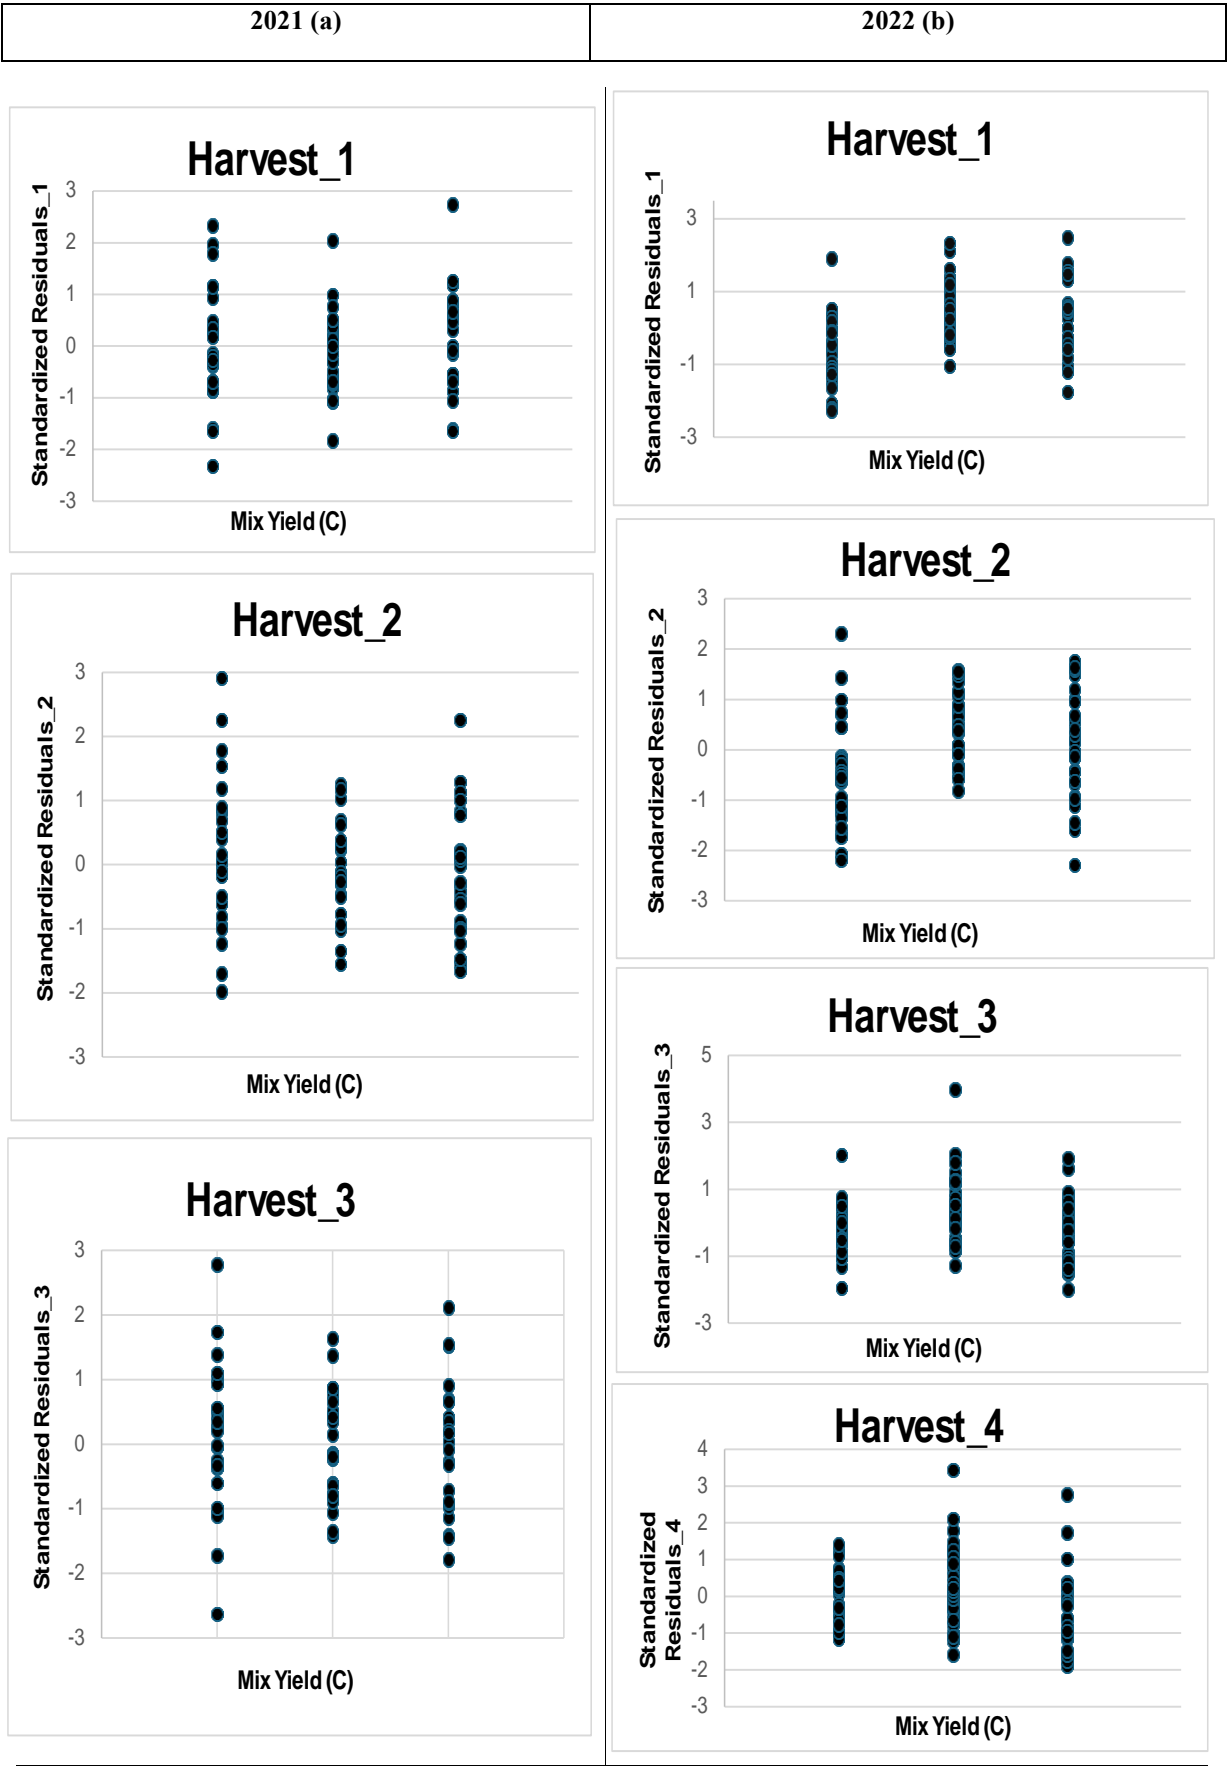 2021 (a)
2022 (b)
Harvest_1
Standardized Residuals_1
3
2
1
0
-1
-2
-3
Mix Yield (C)
Harvest_2
Standardized Residuals_2
3
2
1
0
-1
-2
-3
Mix Yield (C)
Harvest_3
Standardized Residuals_3
3
2
1
0
-1
-2
-3
Mix Yield (C)
Harvest_1
Standardized Residuals_1
3
1
-1
-3
Mix Yield (C)
Harvest_2
Standardized Residuals_2
3
2
1
0
-1
-2
-3
Mix Yield (C)
Harvest_3
Standardized Residuals_3
5
3
1
-1
-3
Mix Yield (C)
Harvest_4
Standardized
Residuals_4
4
3
2
1
0
-1
-2
-3
Mix Yield (C)